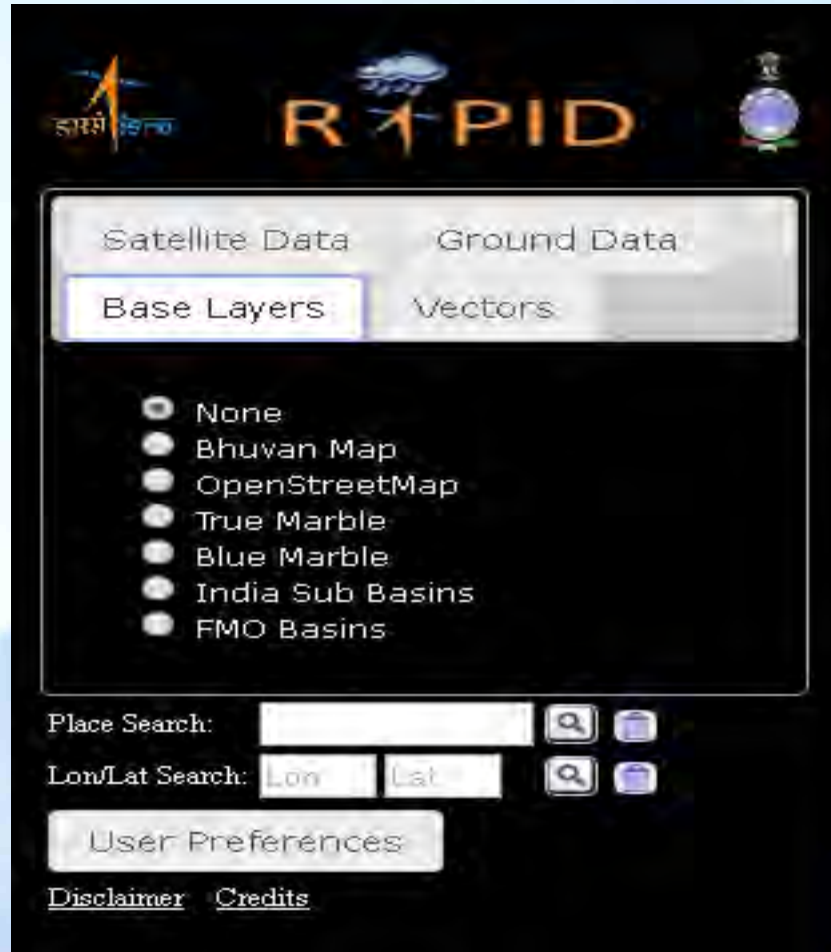 इसरो isro
RAPID
Satellite Data Ground Data
Base Layers Vectors
None
Bhuvan Map
OpenStreetMap
True Marble
Blue Marble
India Sub Basins
FMO Basins
Place Search:
Lon/Lat Search: Lon Lat
User Preferences
Disclaimer Credits